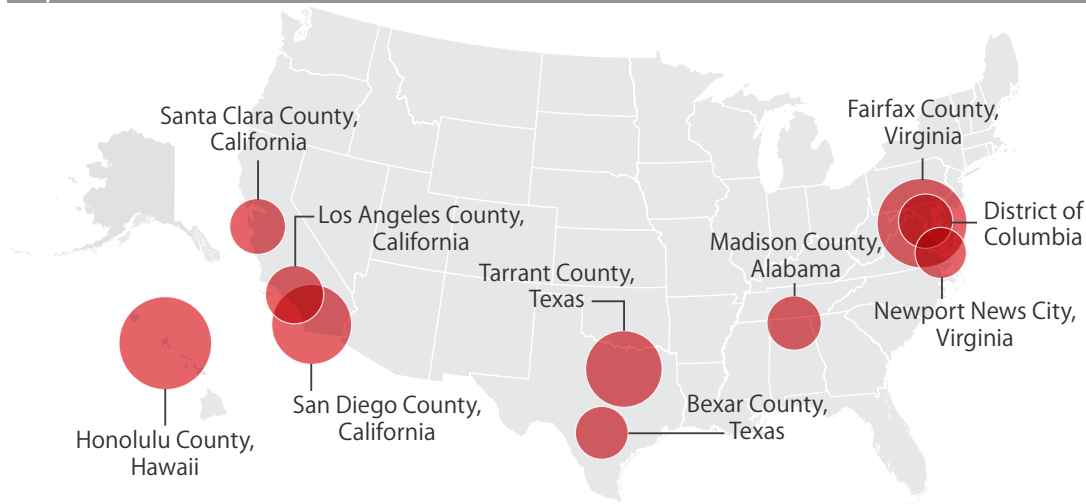 Santa Clara County,
California
Los Angeles County,
California
Tarrant County,
Texas
Madison County,
Alabama
Fairfax County,
Virginia
District of
Columbia
Newport News City,
Virginia
Bexar County,
Texas
San Diego County,
California
Honolulu County,
Hawaii